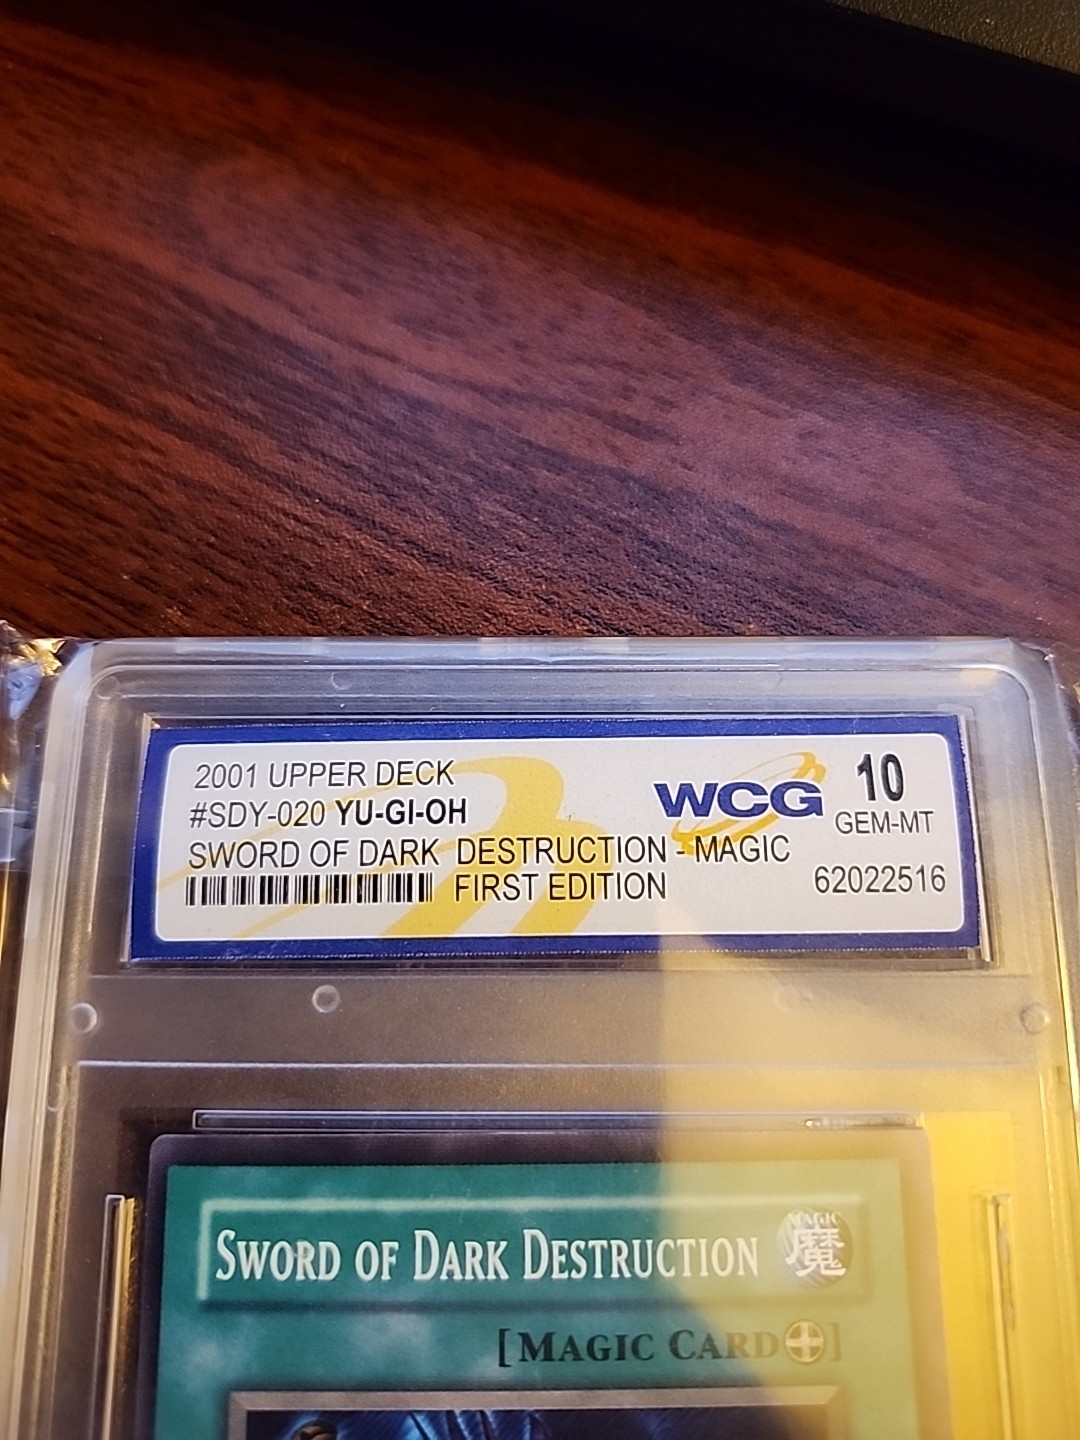 2001 UPPER DECK
#SDY-020 YU-GI-OH
SWORD OF DARK DESTRUCTION - MAGIC
FIRST EDITION
WCG
10
GEM-MT
62022516
SWORD OF DARK DESTRUCTION
MAGIC
魔
[MAGIC CARD]